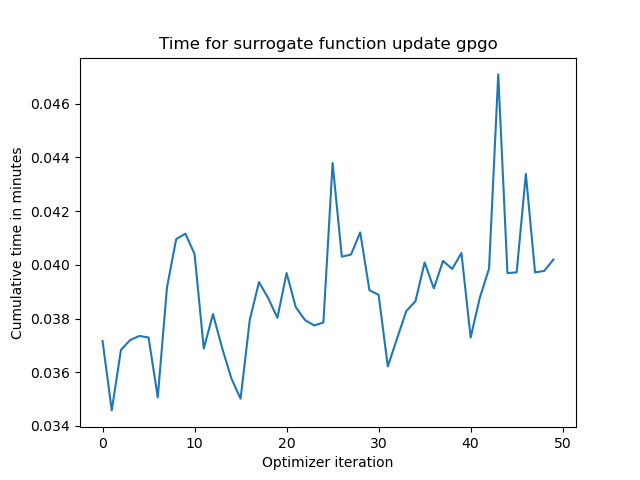 Time for surrogate function update gpgo
Cumulative time in minutes
0.046
0.044
0.042
0.040
0.038
0.036
0.034
0 10 20 30 40 50
Optimizer iteration